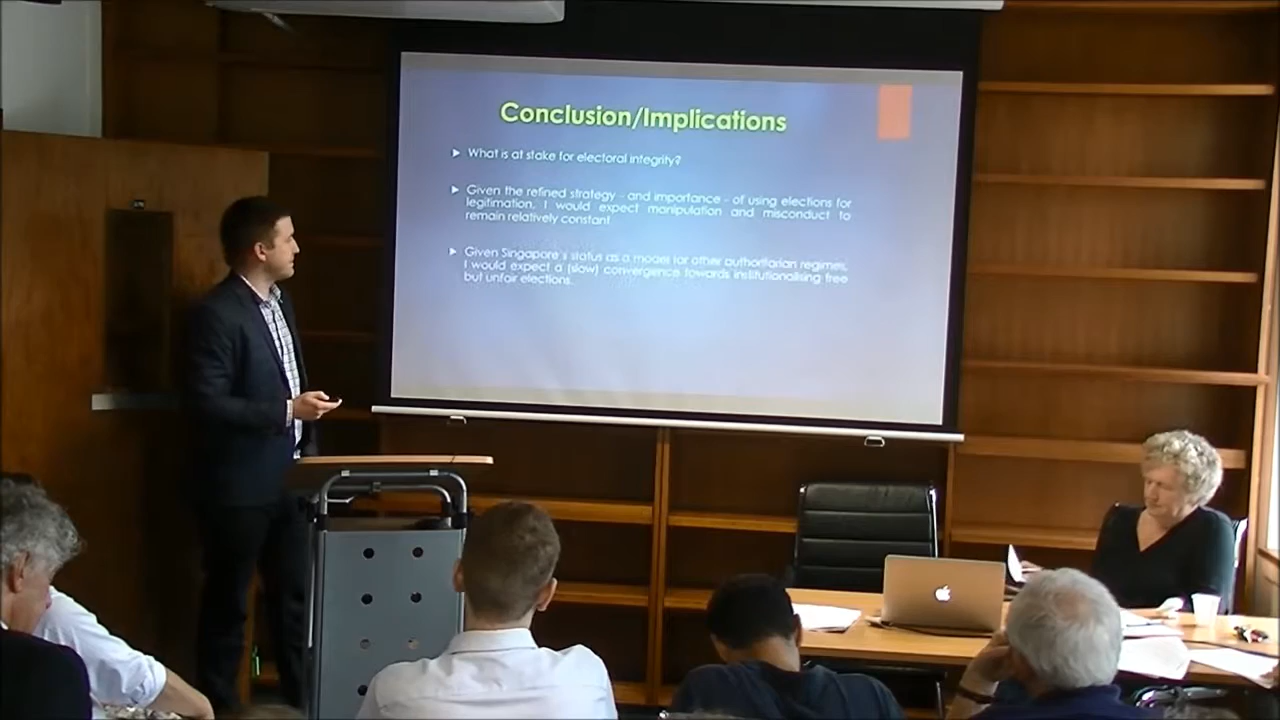 Conclusion/Implications
What is at stake for electoral integrity?
Given the refined strategy - and importance - of using elections for
legitimation, I would expect manipulation and misconduct to
remain relatively constant
Given Singapore's status as a model for other authoritarian regimes,
I would expect a (slow) convergence towards institutionalising free
but unfair elections.